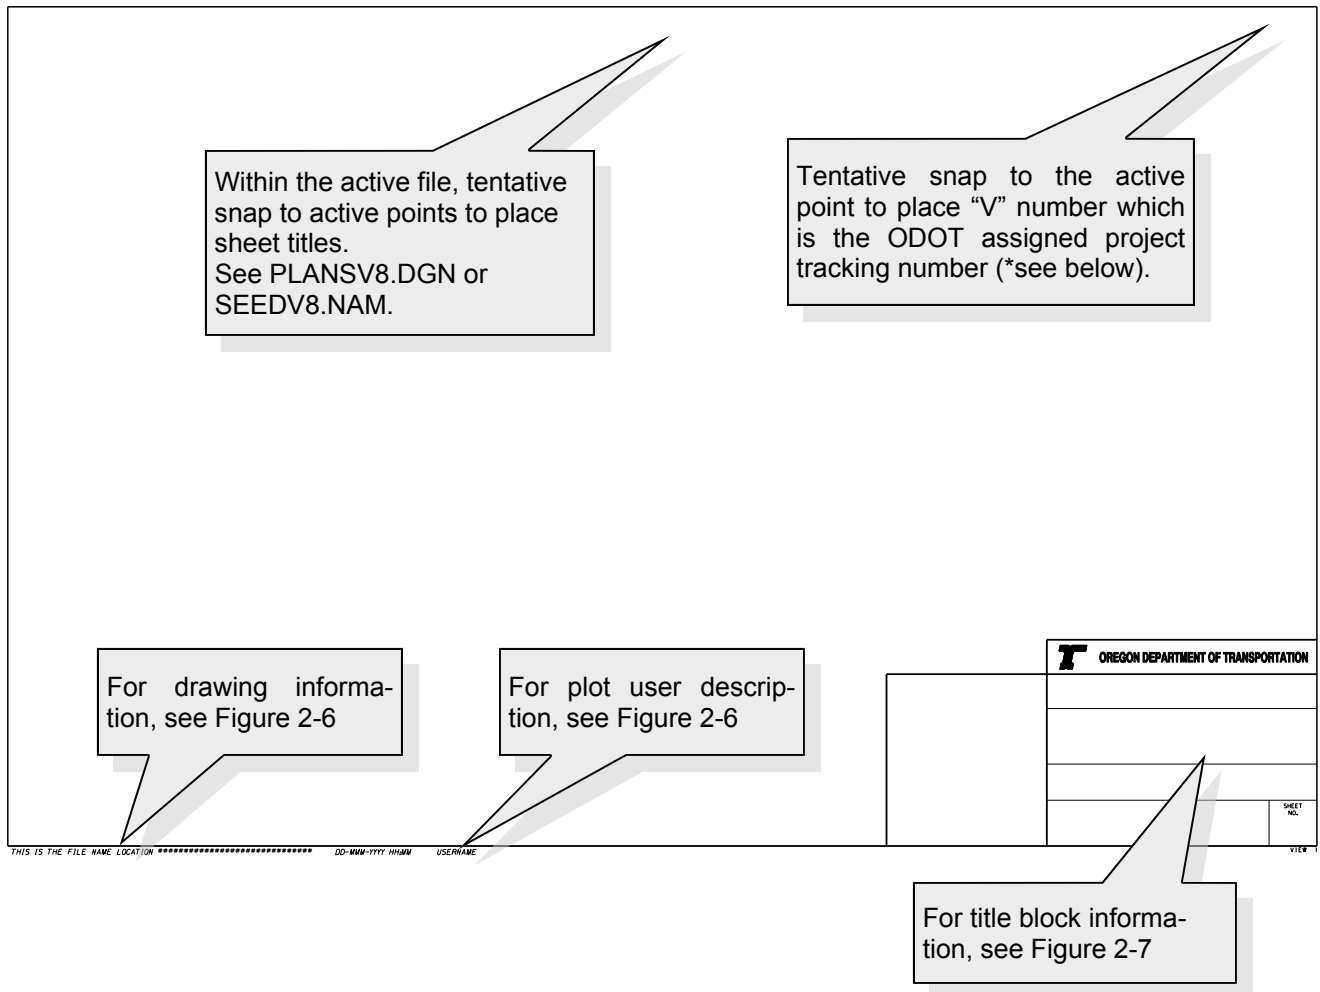 Within the active file, tentative
snap to active points to place
sheet titles.
See PLANSV8.DGN or
SEEDV8.NAM.
Tentative snap to the active
point to place “V” number which
is the ODOT assigned project
tracking number (*see below).
For drawing informa-
tion, see Figure 2-6
For plot user descrip-
tion, see Figure 2-6
OREGON DEPARTMENT OF TRANSPORTATION
SHEET
NO.
THIS IS THE FILE NAME LOCATION ****************************** DD-MMM-YYYY HH:MM USERNAME
VIEW 1
For title block informa-
tion, see Figure 2-7